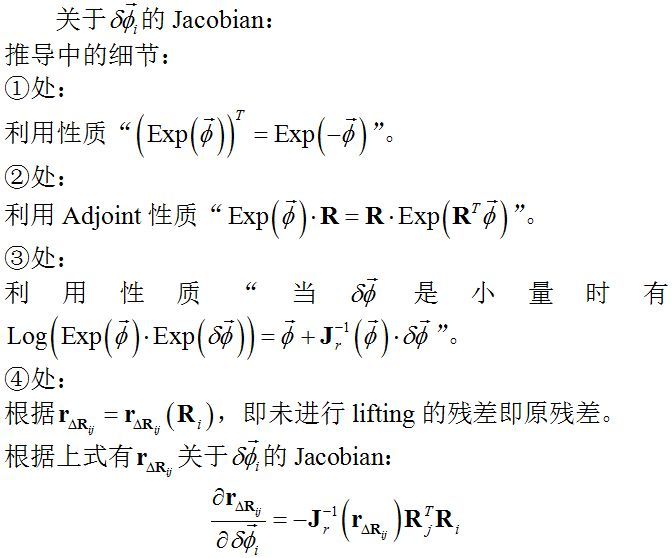 关于$\delta\vec{\phi}_i$的 Jacobian：
推导中的细节：
①处：
利用性质“$\left(\mathrm{Exp}\left(\vec{\phi}\right)\right)^T = \mathrm{Exp}\left(-\vec{\phi}\right)$”。
②处：
利用 Adjoint 性质“$\mathrm{Exp}\left(\vec{\phi}\right)\cdot\mathbf{R} = \mathbf{R}\cdot\mathrm{Exp}\left(\mathbf{R}^T\vec{\phi}\right)$”。
③处：
利用性质“当$\delta\vec{\phi}$是小量时有
$\mathrm{Log}\left(\mathrm{Exp}\left(\vec{\phi}\right)\cdot\mathrm{Exp}\left(\delta\vec{\phi}\right)\right) = \vec{\phi} + \mathbf{J}_r^{-1}\left(\vec{\phi}\right)\cdot\delta\vec{\phi}$”。
④处：
根据$\mathbf{r}_{\Delta\mathbf{R}_{ij}} = \mathbf{r}_{\Delta\mathbf{R}_{ij}}\left(\mathbf{R}_i\right)$，即未进行 lifting 的残差即原残差。
根据上式有$\mathbf{r}_{\Delta\mathbf{R}_{ij}}$关于$\delta\vec{\phi}_i$的 Jacobian：
$\frac{\partial\mathbf{r}_{\Delta\mathbf{R}_{ij}}}{\partial\delta\vec{\phi}_i} = -\mathbf{J}_r^{-1}\left(\mathbf{r}_{\Delta\mathbf{R}_{ij}}\right)\mathbf{R}_j^T\mathbf{R}_i$